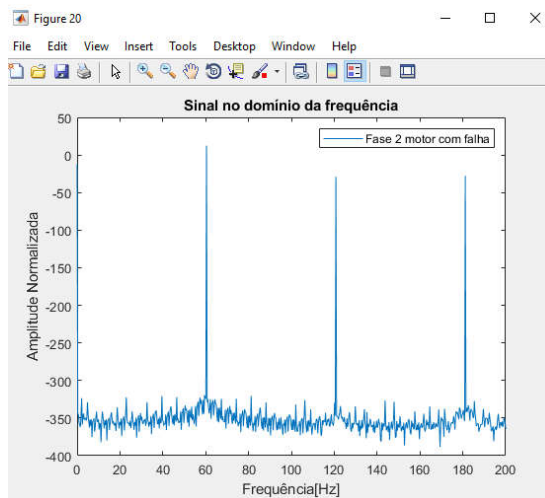 Figure 20
File Edit View Insert Tools Desktop Window Help
Sinal no domínio da frequência
Fase 2 motor com falha
50
0
-50
-100
-150
-200
-250
-300
-350
-400
Amplitude Normalizada
0 20 40 60 80 100 120 140 160 180 200
Frequência[Hz]